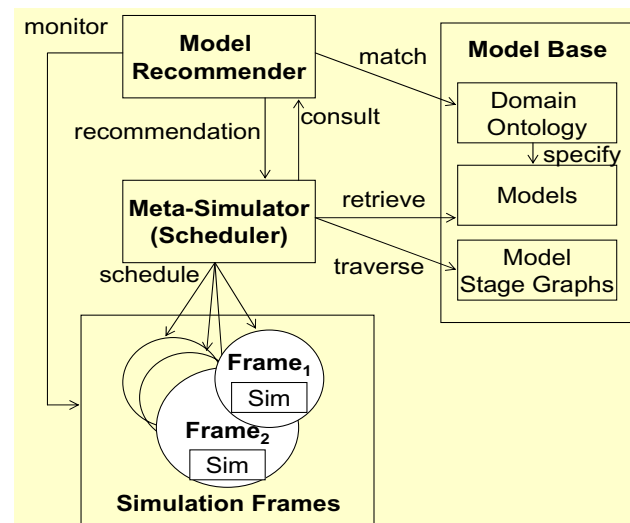 monitor
Model
Recommender
match
Model Base
Domain
Ontology
recommendation
consult
specify
Models
Meta-Simulator
(Scheduler)
retrieve
traverse
Model
Stage Graphs
schedule
Frame1
Sim
Frame2
Sim
Simulation Frames